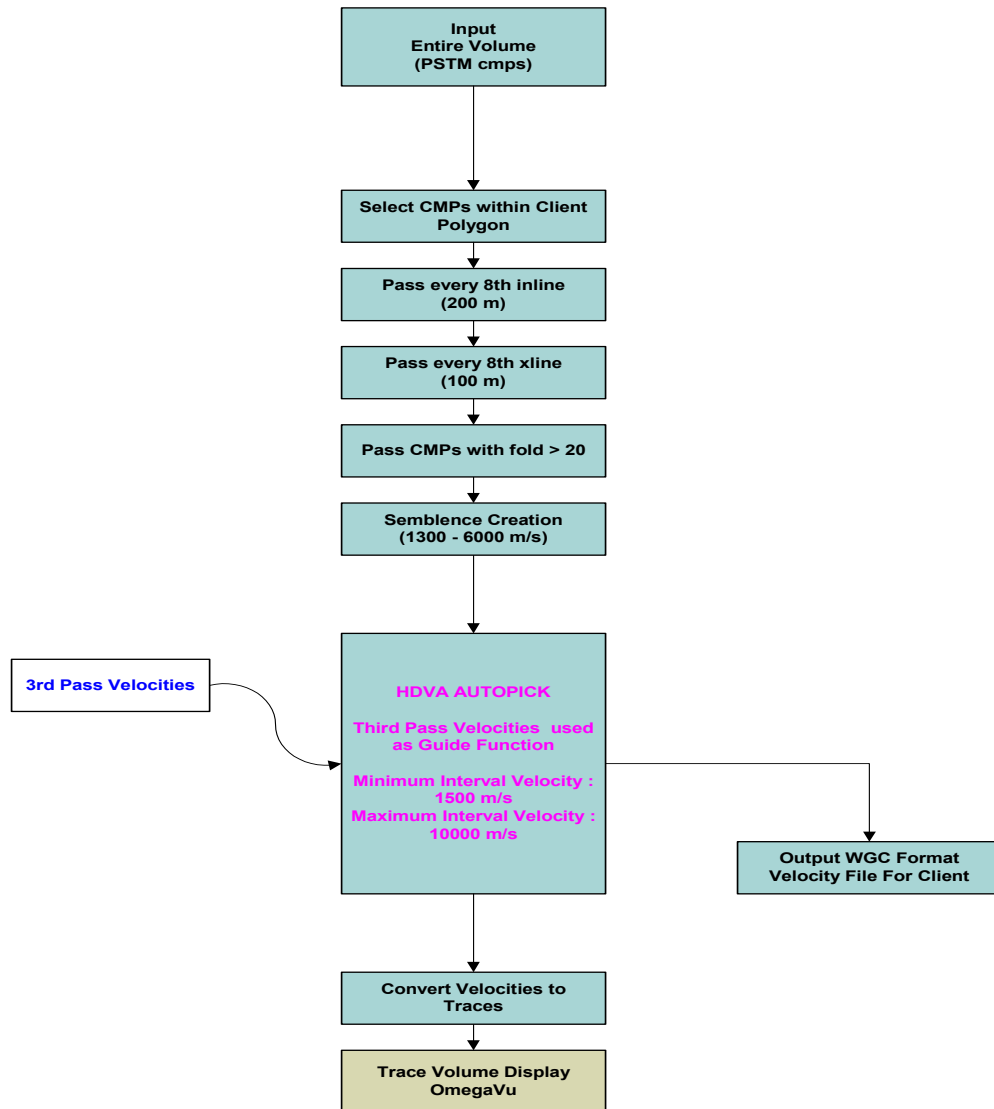 Input
Entire Volume
(PSTM cmps)
Select CMPs within Client
Polygon
Pass every 8th inline
(200 m)
Pass every 8th xline
(100 m)
Pass CMPs with fold > 20
Semblence Creation
(1300 - 6000 m/s)
3rd Pass Velocities
HDVA AUTOPICK
Third Pass Velocities used
as Guide Function
Minimum Interval Velocity :
1500 m/s
Maximum Interval Velocity :
10000 m/s
Output WGC Format
Velocity File For Client
Convert Velocities to
Traces
Trace Volume Display
OmegaVu